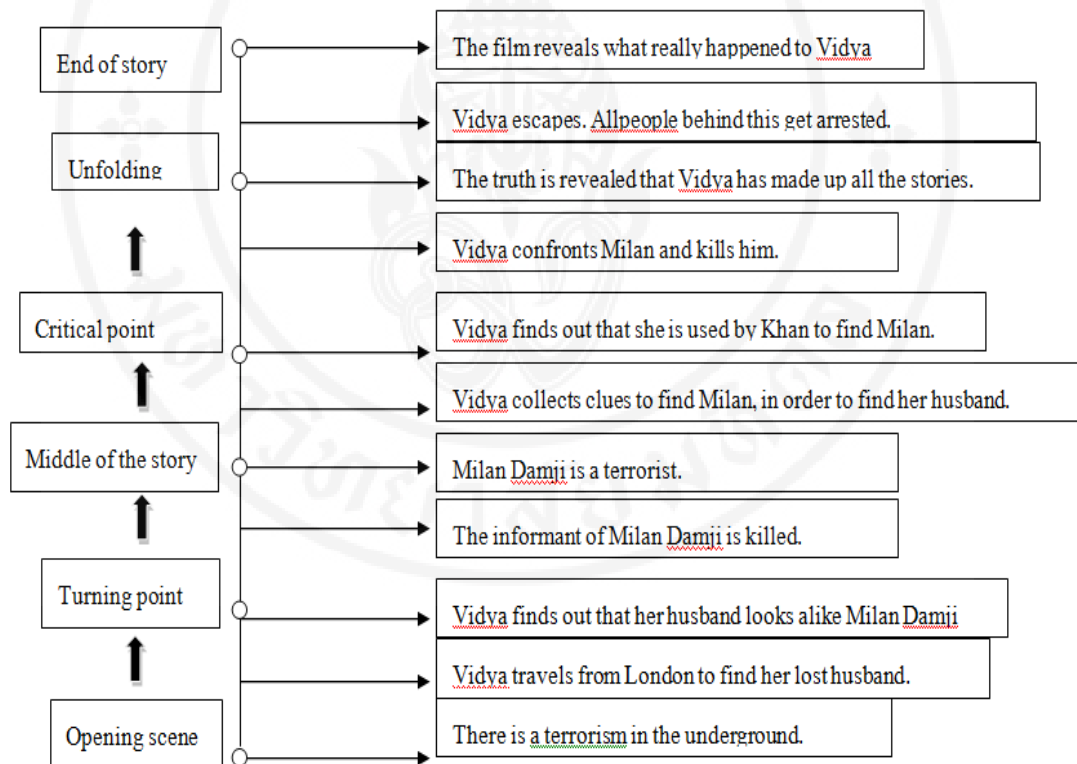 End of story
The film reveals what really happened to Vidya
Vidya escapes. Allpeople behind this get arrested.
Unfolding
The truth is revealed that Vidya has made up all the stories.
Vidya confronts Milan and kills him.
Critical point
Vidya finds out that she is used by Khan to find Milan.
Vidya collects clues to find Milan, in order to find her husband.
Middle of the story
Milan Damji is a terrorist.
The informant of Milan Damji is killed.
Turning point
Vidya finds out that her husband looks alike Milan Damji
Vidya travels from London to find her lost husband.
Opening scene
There is a terrorism in the underground.